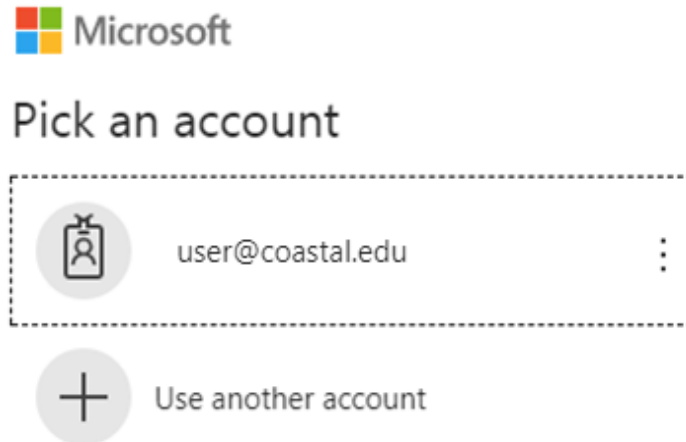 Microsoft
Pick an account
user@coastal.edu
Use another account